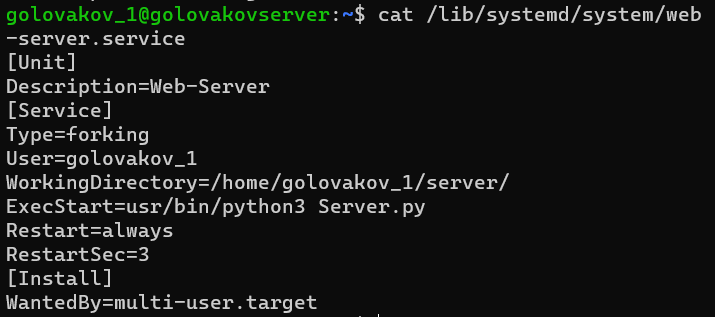 golovakov_1@golovakovserver:~$ cat /lib/systemd/system/web
-server.service
[Unit]
Description=Web-Server
[Service]
Type=forking
User=golovakov_1
WorkingDirectory=/home/golovakov_1/server/
ExecStart=usr/bin/python3 Server.py
Restart=always
RestartSec=3
[Install]
WantedBy=multi-user.target